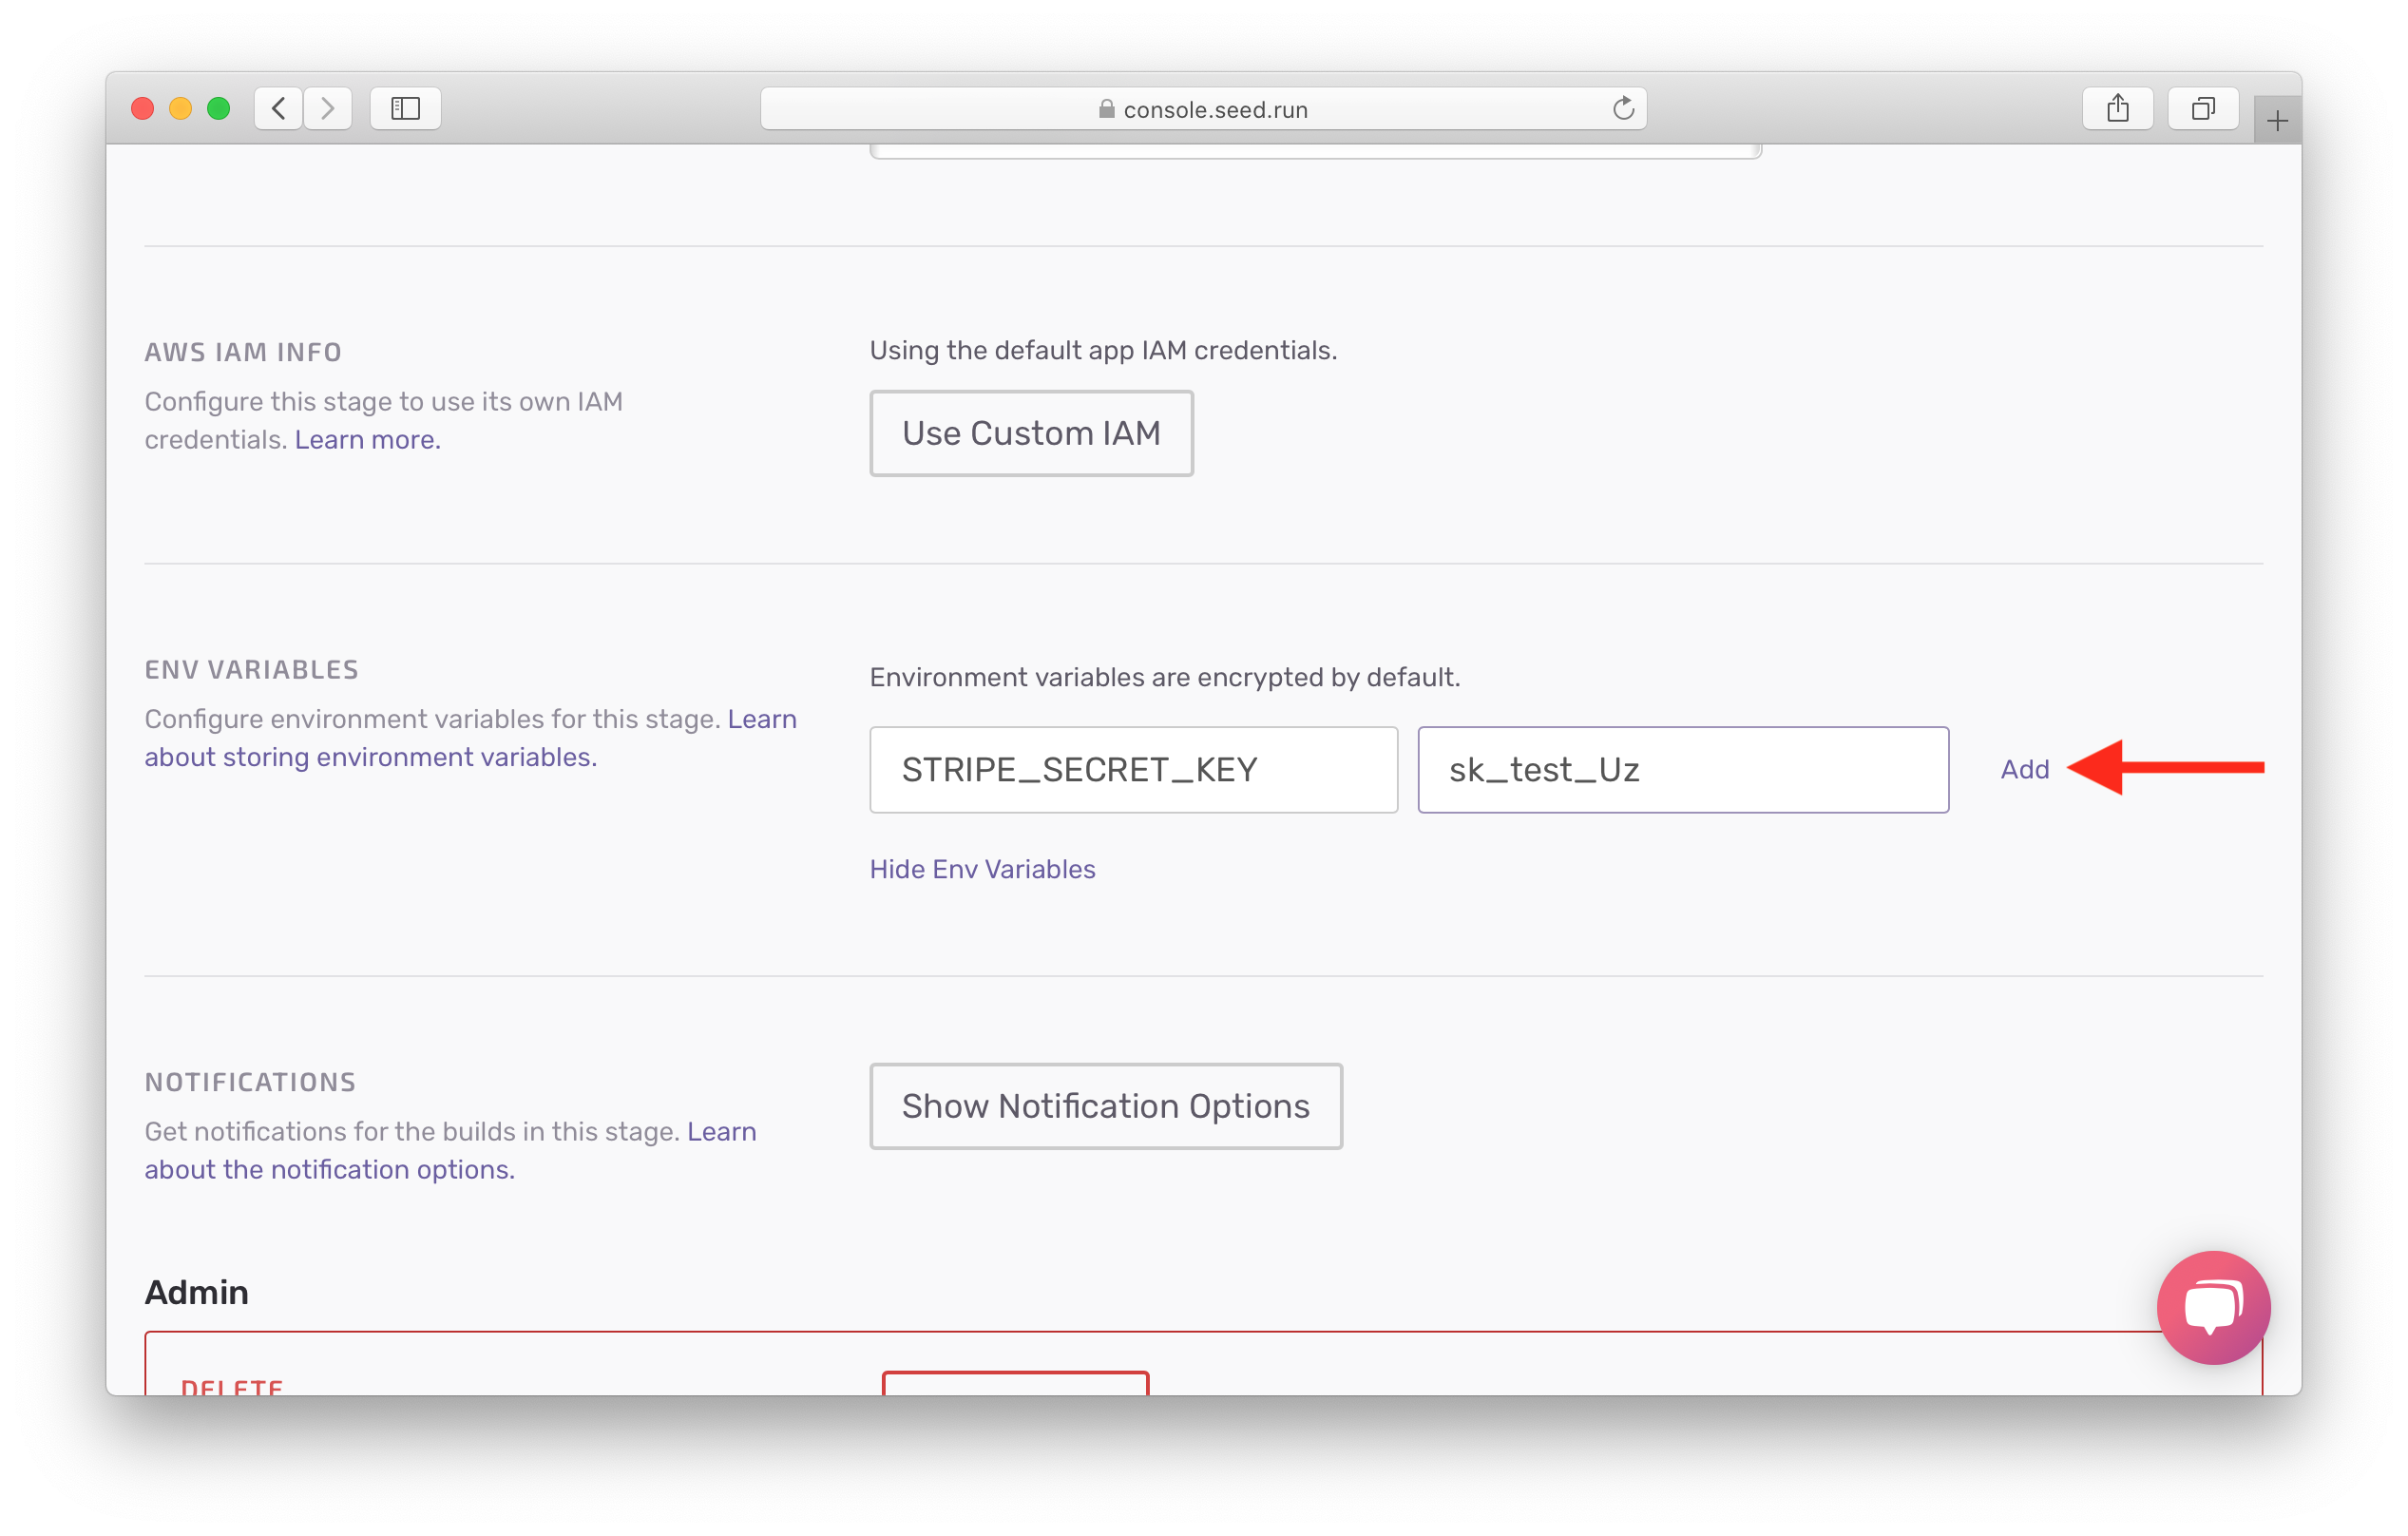 console.seed.run
AWS IAM INFO
Configure this stage to use its own IAM
credentials. Learn more.
Using the default app IAM credentials.
Use Custom IAM
ENV VARIABLES
Configure environment variables for this stage. Learn
about storing environment variables.
Environment variables are encrypted by default.
STRIPE_SECRET_KEY
sk_test_Uz
Add
Hide Env Variables
NOTIFICATIONS
Get notifications for the builds in this stage. Learn
about the notification options.
Show Notification Options
Admin
DELETE